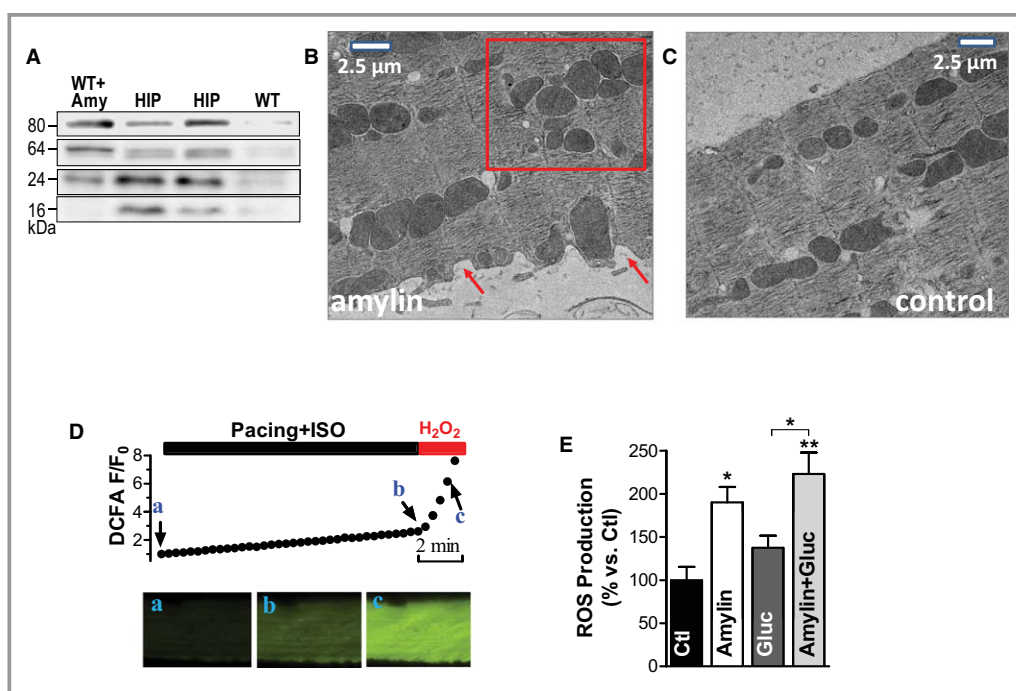 A
WT+
Amy
HIP
HIP
WT
80
64
24
16
kDa
B
2.5 µm
amylin
C
2.5 µm
control
D
Pacing+ISO
H2O2
DCFA F/F0
8
6
4
2
a
b
c
2 min
a
b
c
E
ROS Production
(% vs. Ctl)
250
200
150
100
50
0
*
*
**
Ctl
Amylin
Gluc
Amylin+Gluc